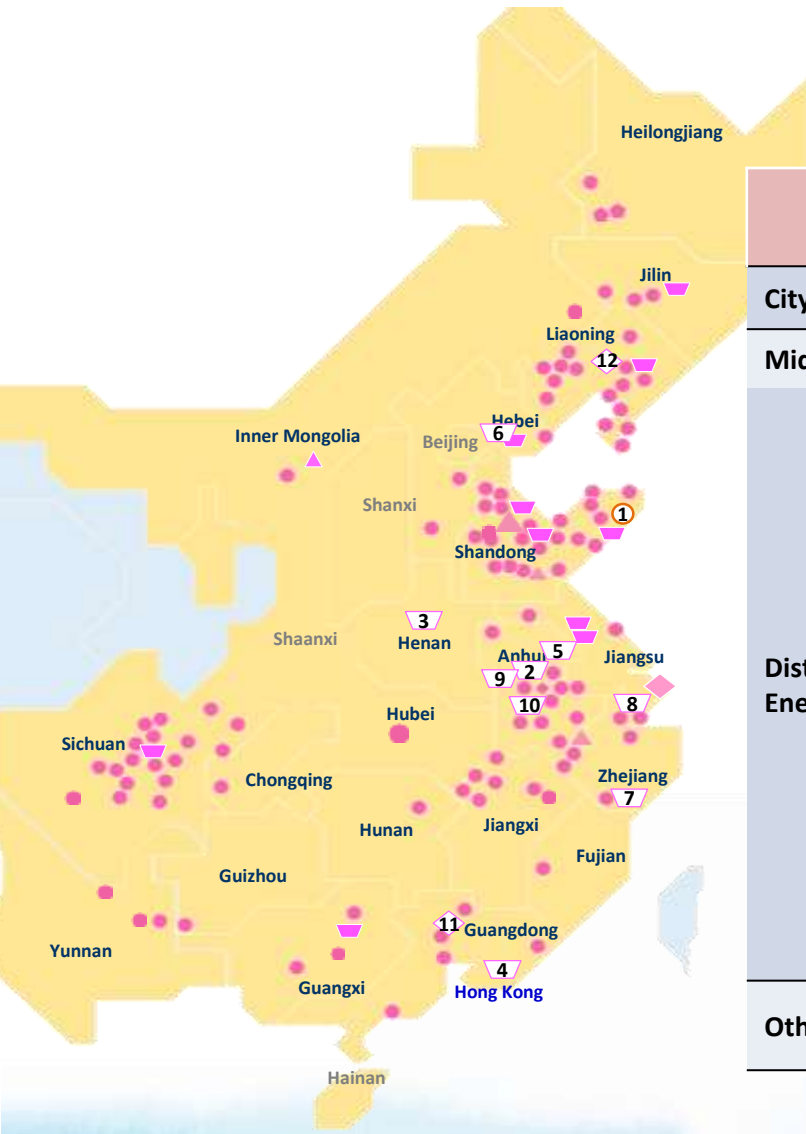 Heilongjiang
Jilin
City
Liaoning
12
Mid
Hebei
6
Inner Mongolia
Beijing
Shanxi
1
Shandong
3
Shaanxi
Henan
5
Anhui
Jiangsu
2
9
Dist
Ene
8
10
Hubei
Sichuan
Chongqing
Zhejiang
7
Hunan
Jiangxi
Fujian
Guizhou
11
Guangdong
Yunnan
4
Guangxi
Hong Kong
Oth
Hainan